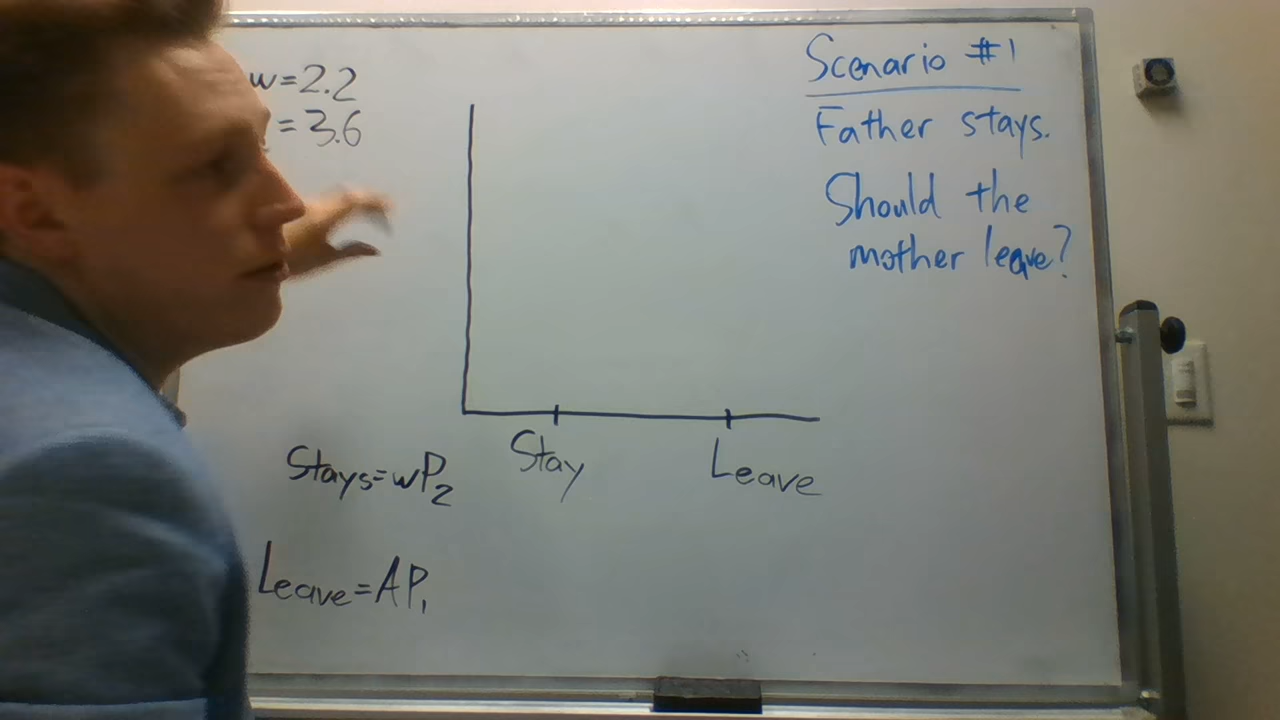 w=2.2
=3.6
Scenario #1
Father stays.
Should the
mother leave?
Stay
Leave
Stays=wP₂
Leave=AP₁